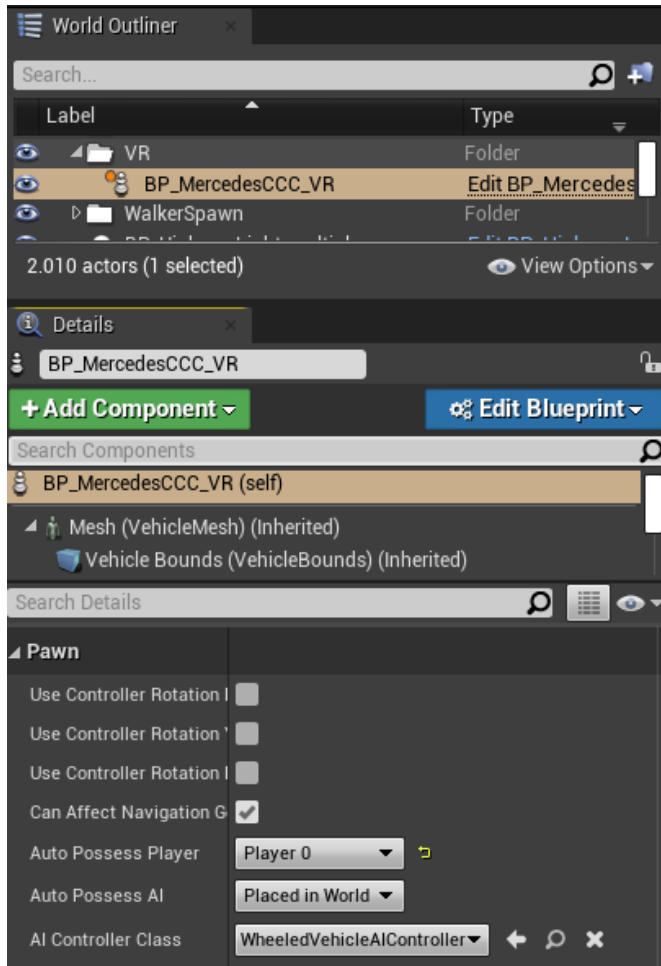 World Outliner
Search...
Label Type
VR Folder
BP_MercedesCCC_VR Edit BP_Mercedes
WalkerSpawn Folder
2.010 actors (1 selected) View Options
Details
BP_MercedesCCC_VR
+ Add Component Edit Blueprint
Search Components
BP_MercedesCCC_VR (self)
Mesh (VehicleMesh) (Inherited)
Vehicle Bounds (VehicleBounds) (Inherited)
Search Details
Pawn
Use Controller Rotation
Use Controller Rotation
Use Controller Rotation
Can Affect Navigation G
Auto Possess Player Player 0
Auto Possess AI Placed in World
AI Controller Class WheeledVehicleAIController